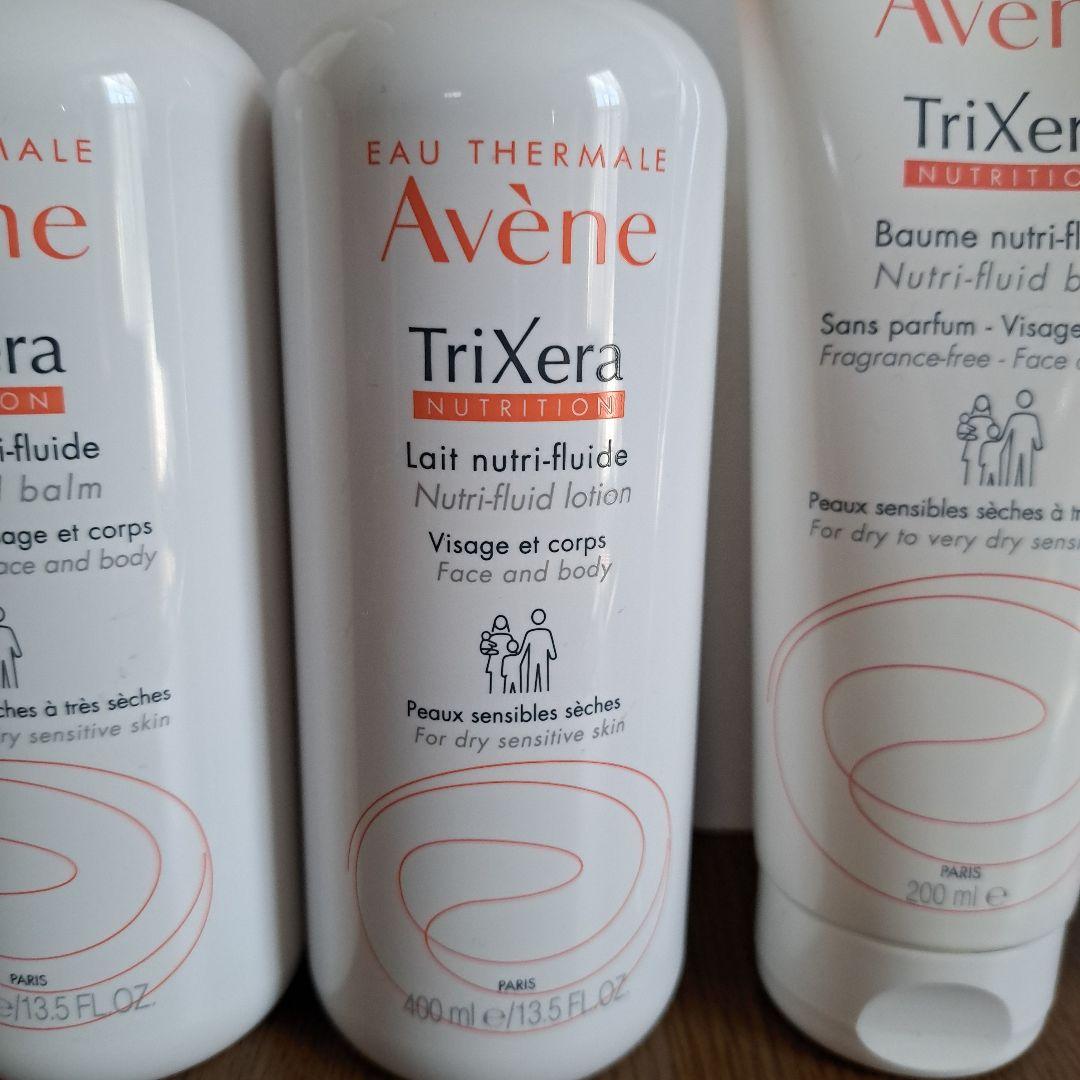 MALE
ne
era
ON
i-fluide
balm
age et corps
ace and body
ches à très sèches
ry sensitive skin
PARIS
e/13.5 FL.OZ.
EAU THERMALE
Avène
TriXera
NUTRITION
Lait nutri-fluide
Nutri-fluid lotion
Visage et corps
Face and body
Peaux sensibles sèches
For dry sensitive skin
PARIS
400 ml e/13.5 FL.OZ.
Avèn
TriXer
NUTRITIO
Baume nutri-fl
Nutri-fluid b
Sans parfum - Visage
Fragrance-free - Face
Peaux sensibles sèches à tr
For dry to very dry sensi
PARIS
200 ml e